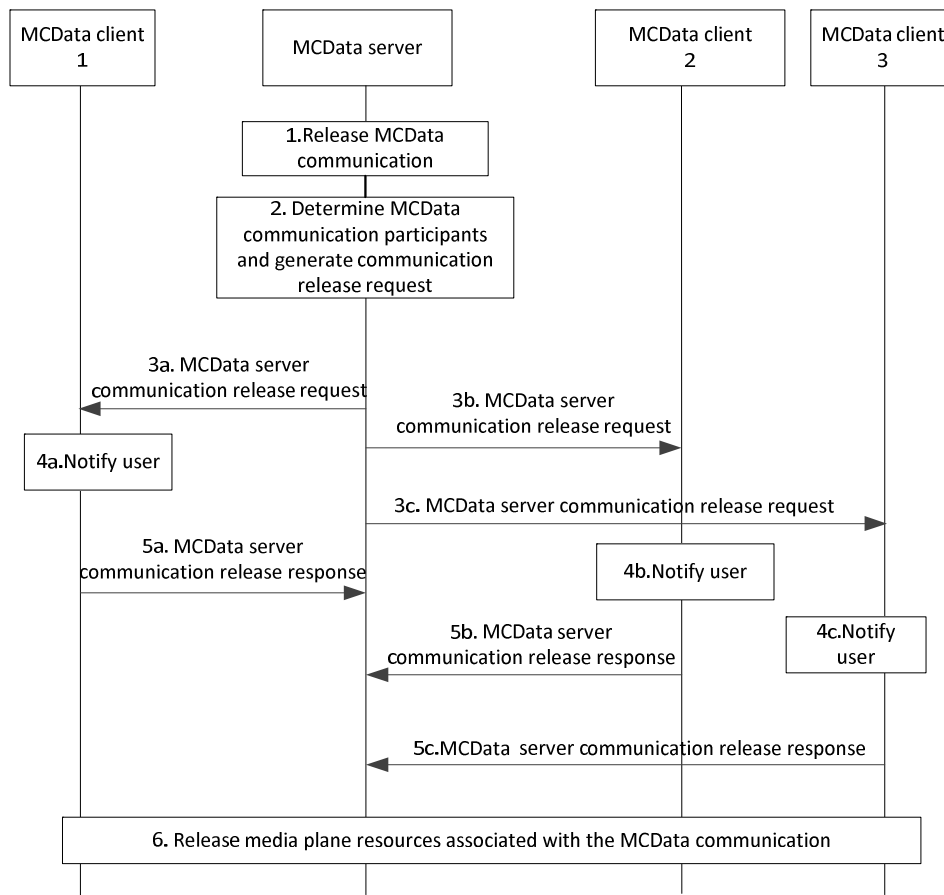 MCData client
1
MCData server
MCData client
2
MCData client
3
1.Release MCData
communication
2. Determine MCData
communication participants
and generate communication
release request
3a. MCData server
communication release request
3b. MCData server
communication release request
4a.Notify user
3c. MCData server communication release request
5a. MCData server
communication release response
4b.Notify user
5b. MCData server
communication release response
4c.Notify
user
5c.MCData server communication release response
6. Release media plane resources associated with the MCData communication